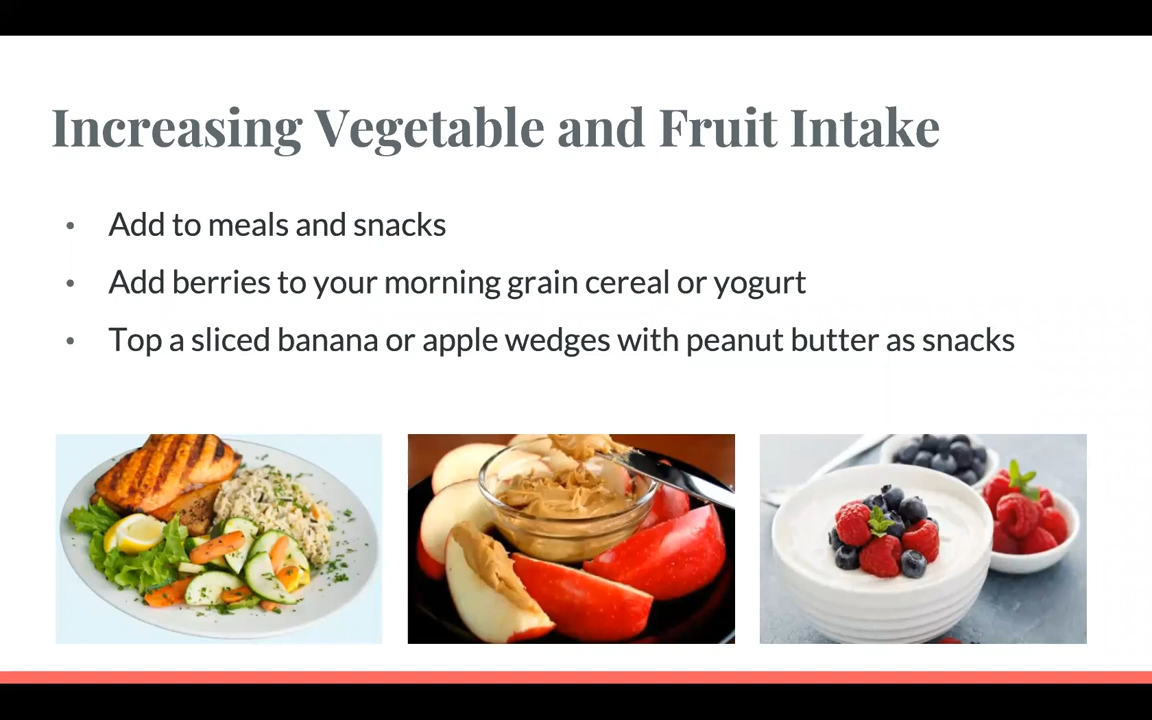 Increasing Vegetable and Fruit Intake
• Add to meals and snacks
• Add berries to your morning grain cereal or yogurt
• Top a sliced banana or apple wedges with peanut butter as snacks